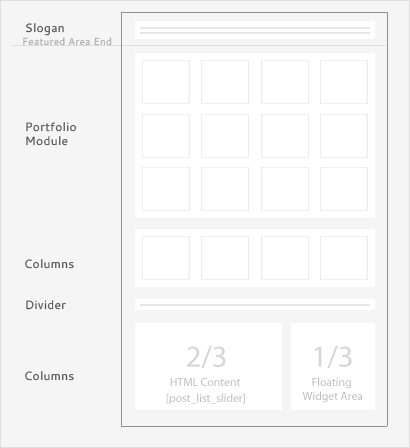 Slogan
Featured Area End
Portfolio
Module
Columns
Divider
Columns
2/3
HTML Content
[post_list_slider]
1/3
Floating
Widget Area